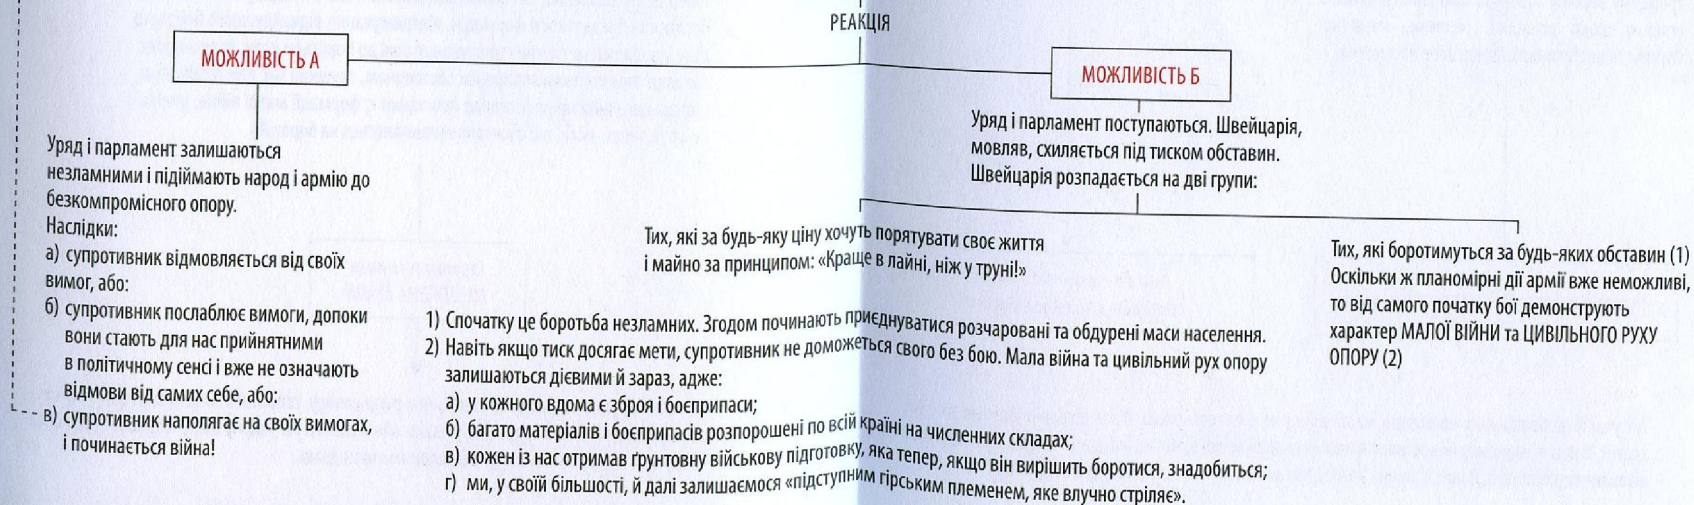 РЕАКЦІЯ
МОЖЛИВІСТЬ А
МОЖЛИВІСТЬ Б
Уряд і парламент залишаються
незламними і підіймають народ і армію до
безкомпромісного опору.
Наслідки:
а) супротивник відмовляється від своїх
вимог, або:
б) супротивник послаблює вимоги, допоки
вони стають для нас прийнятними
в політичному сенсі і вже не означають
відмови від самих себе, або:
в) супротивник наполягає на своїх вимогах,
і починається війна!
Уряд і парламент поступаються. Швейцарія,
мовляв, схиляється під тиском обставин.
Швейцарія розпадається на дві групи:
Тих, які за будь-яку ціну хочуть порятувати своє життя
і майно за принципом: «Краще в лайні, ніж у труні!»
Тих, які боротимуться за будь-яких обставин (1)
Оскільки ж планомірні дії армії вже неможливі,
то від самого початку бої демонструють
характер МАЛОЇ ВІЙНИ та ЦИВІЛЬНОГО РУХУ
ОПОРУ (2)
1) Спочатку це боротьба незламних. Згодом починають приєднуватися розчаровані та обдурені маси населення.
2) Навіть якщо тиск досягає мети, супротивник не доможеться свого без бою. Мала війна та цивільний рух опору
залишаються дієвими й зараз, адже:
а) у кожного вдома є зброя і боєприпаси;
б) багато матеріалів і боєприпасів розпорошені по всій країні на численних складах;
в) кожен із нас отримав ґрунтовну військову підготовку, яка тепер, якщо він вирішить боротися, знадобиться;
г) ми, у своїй більшості, й далі залишаємося «підступним гірським племенем, яке влучно стріляє».